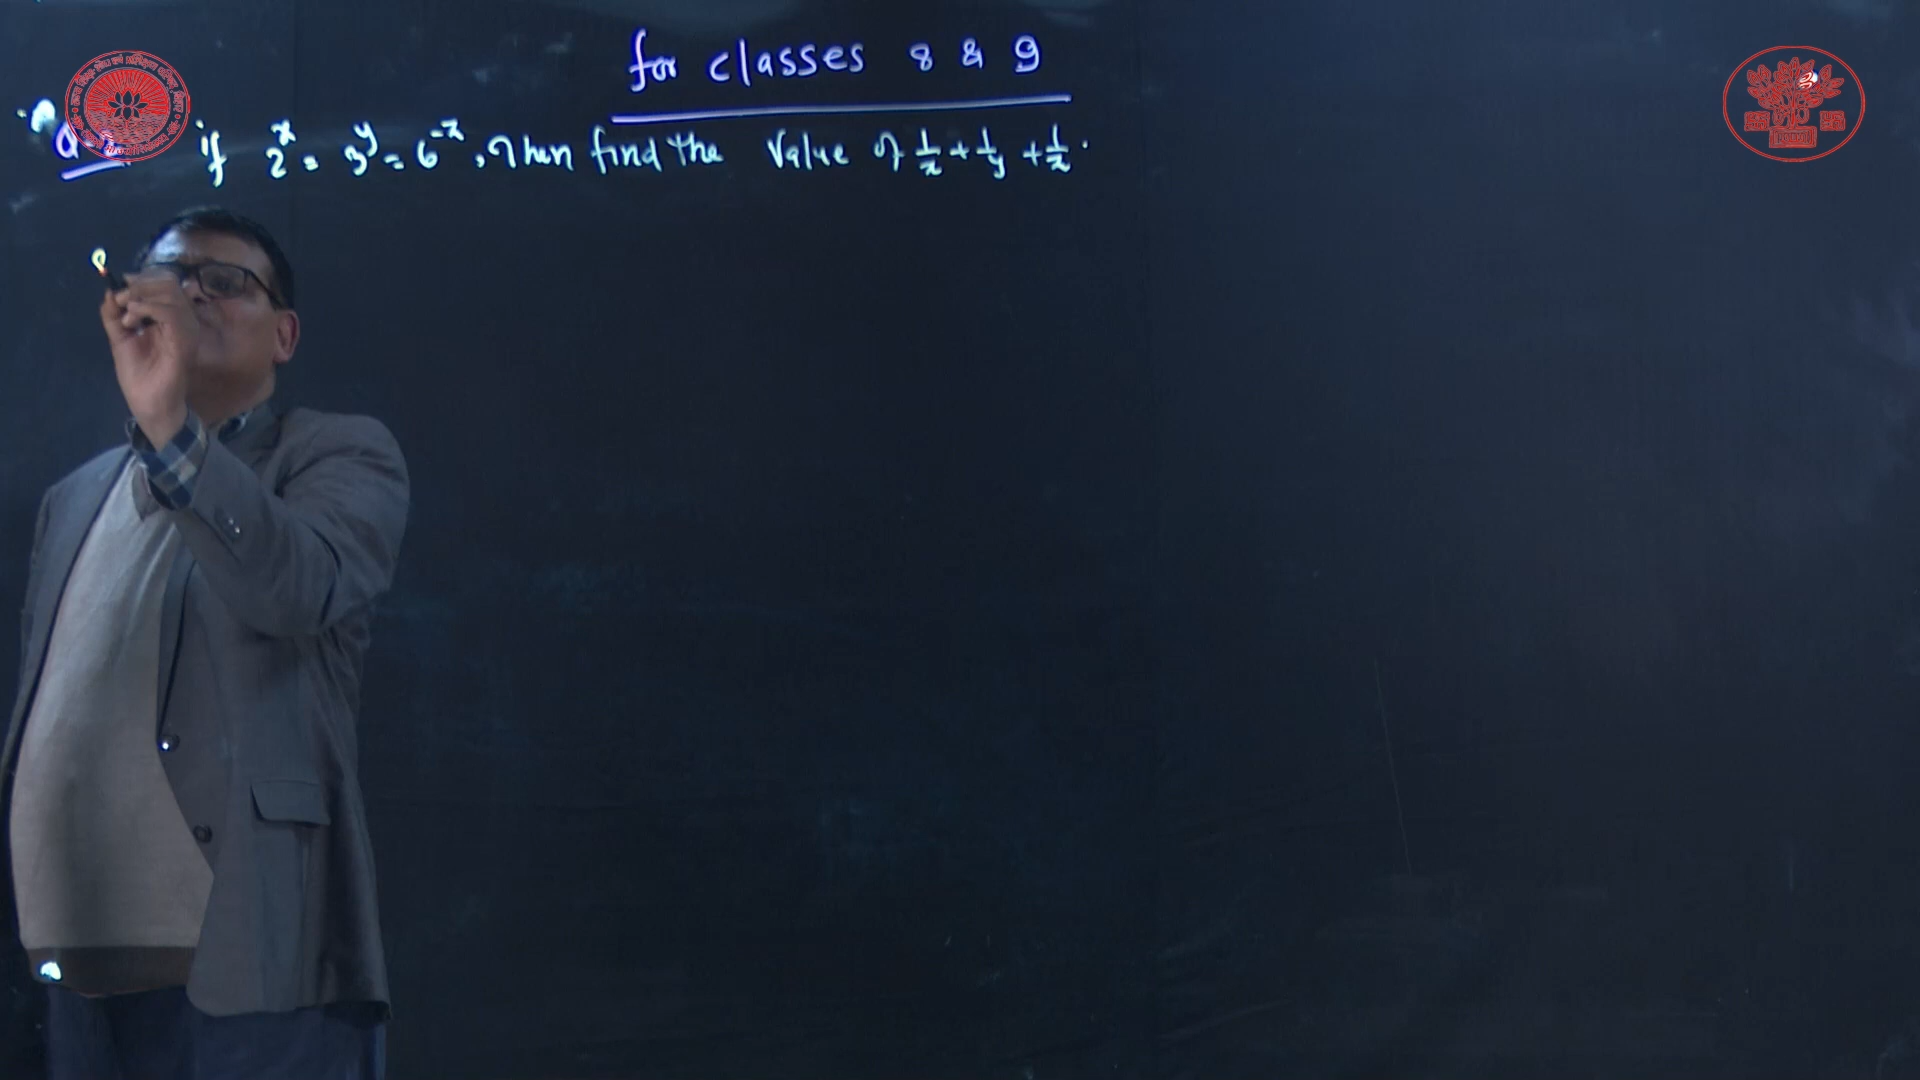 for classes 8 & 9
if 2^x = 3^y = 6^-z, Then find the Value of 1/x + 1/y + 1/z .